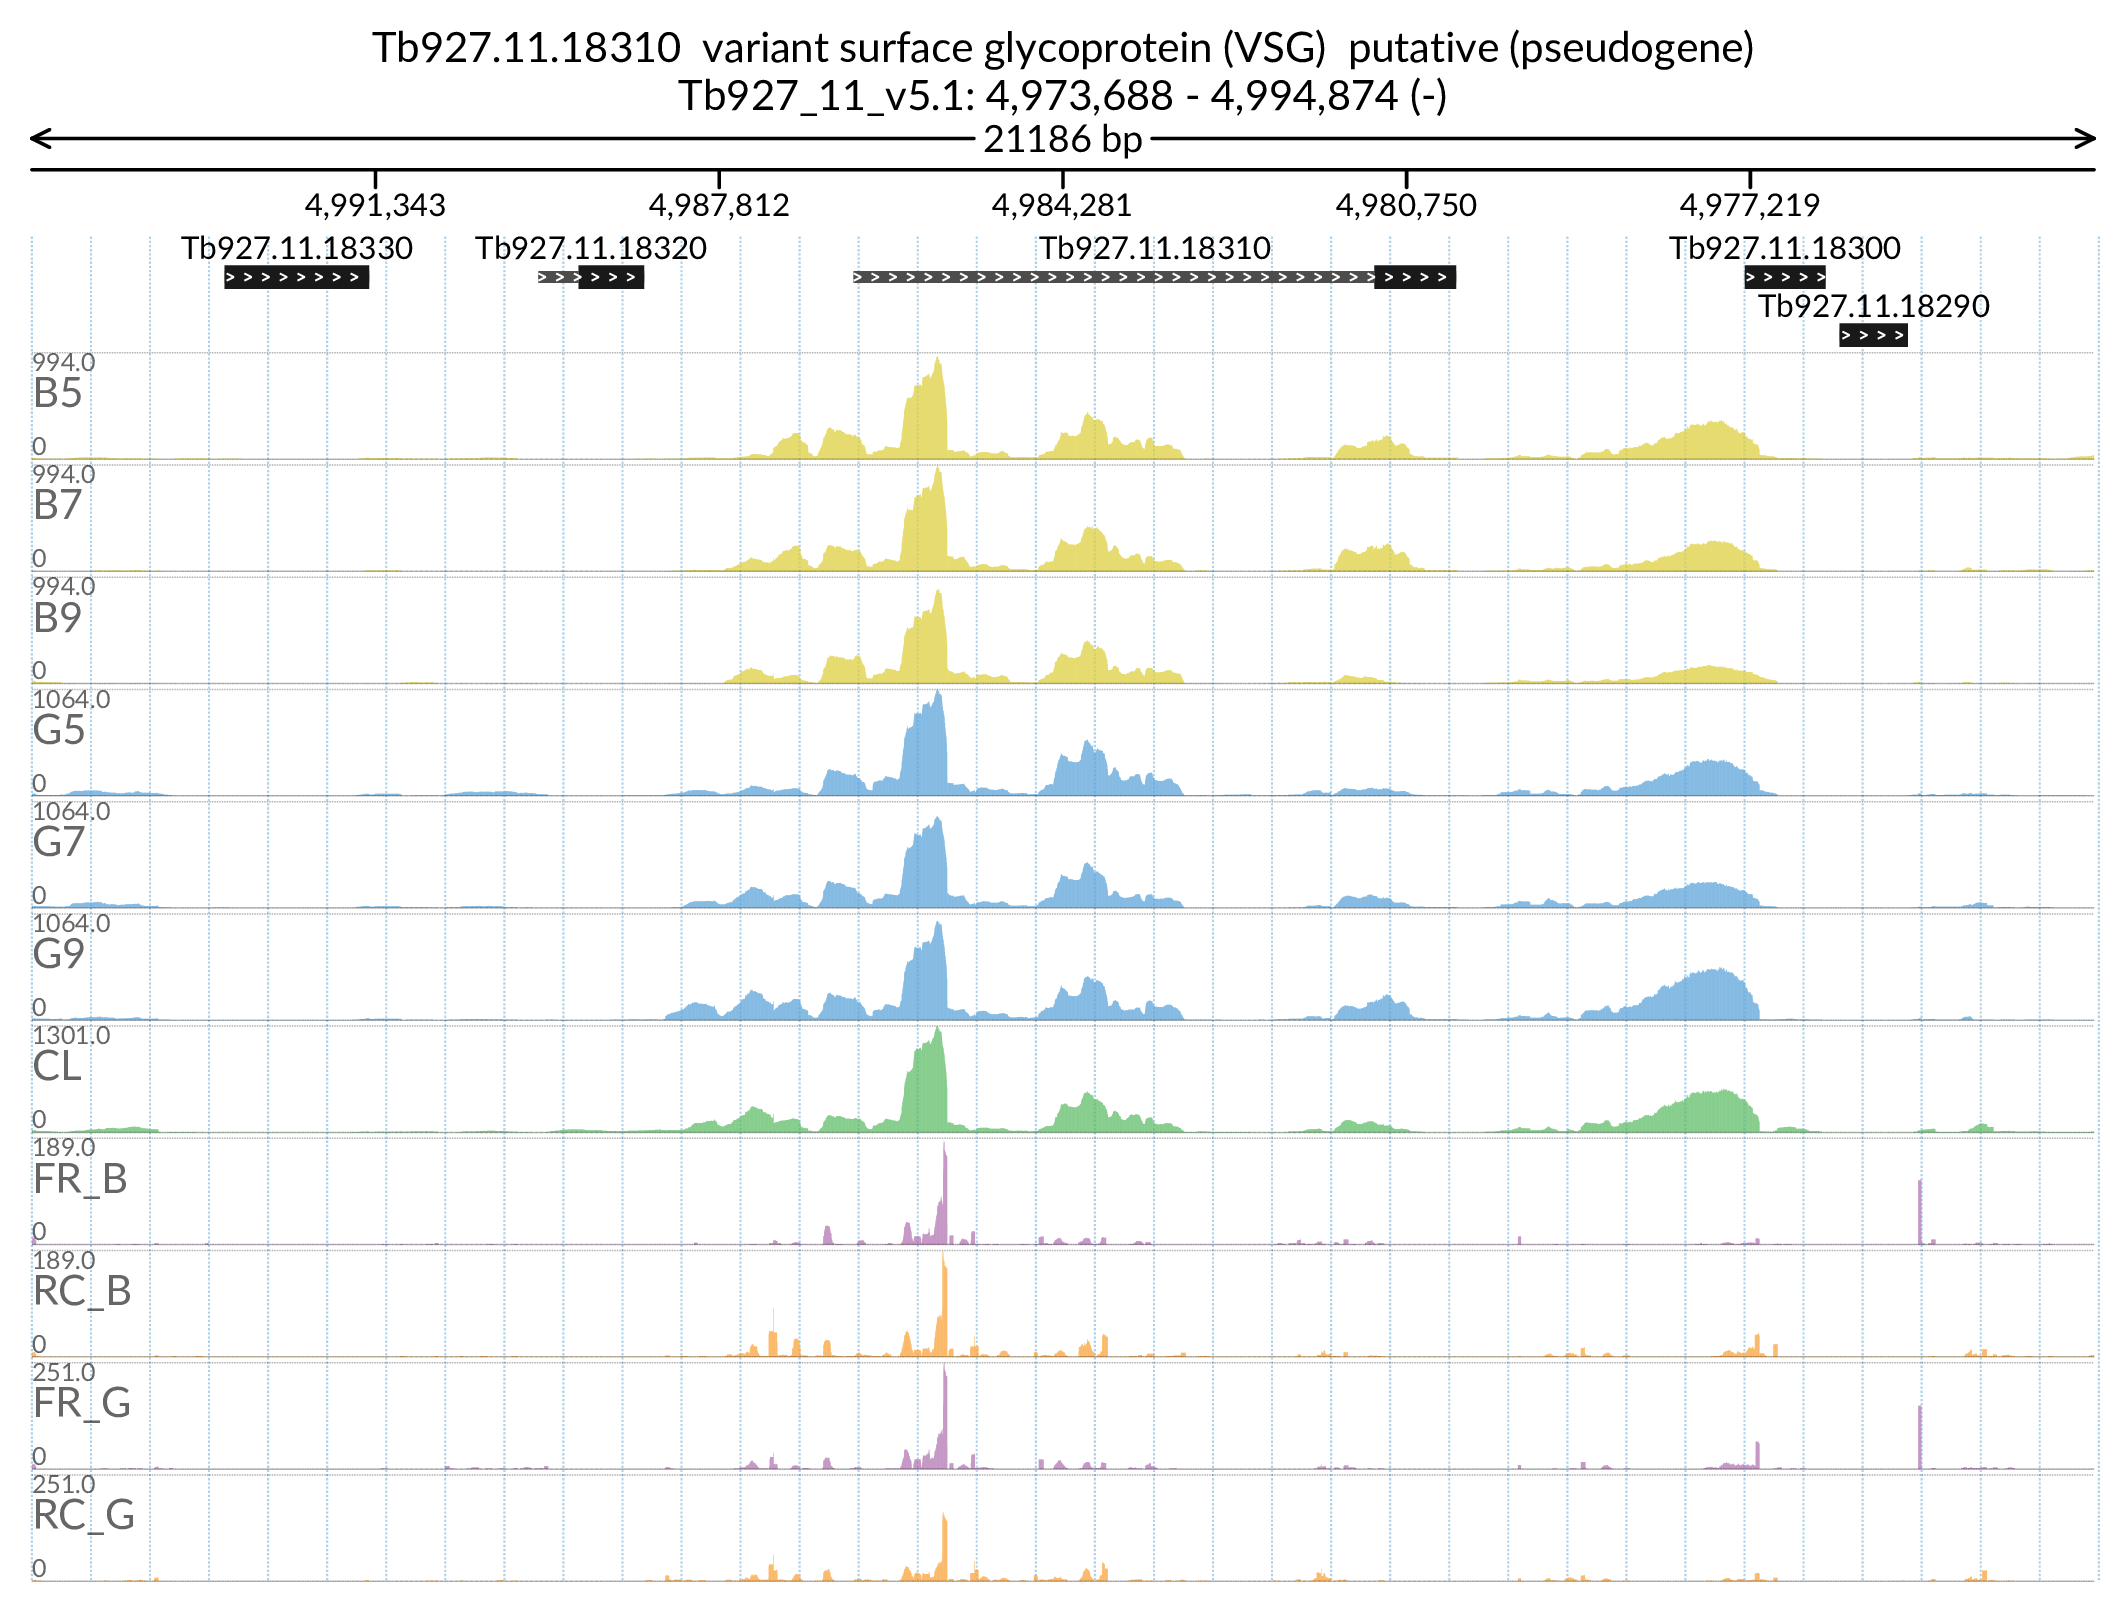 Tb927.11.18310 variant surface glycoprotein (VSG) putative (pseudogene)
Tb927_11_v5.1: 4,973,688 - 4,994,874 (-)
21186 bp
4,991,343 4,987,812 4,984,281 4,980,750 4,977,219
Tb927.11.18330 Tb927.11.18320 Tb927.11.18310 Tb927.11.18300
Tb927.11.18290
994.0
B5
0
994.0
B7
0
994.0
B9
0
1064.0
G5
0
1064.0
G7
0
1064.0
G9
0
1301.0
CL
0
189.0
FR_B
0
189.0
RC_B
0
251.0
FR_G
0
251.0
RC_G
0